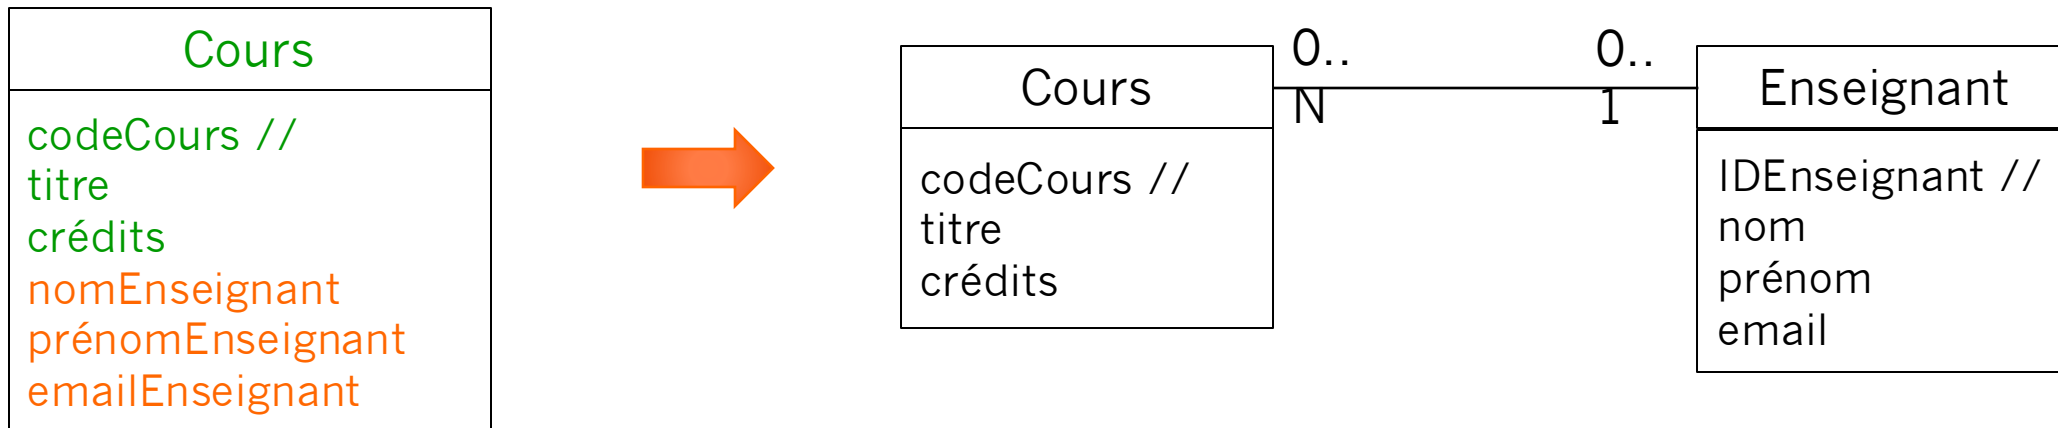 Cours
codeCours //
titre
crédits
nomEnseignant
prénomEnseignant
emailEnseignant
Cours
codeCours //
titre
crédits
0..
N
0..
1
Enseignant
IDEnseignant //
nom
prénom
email